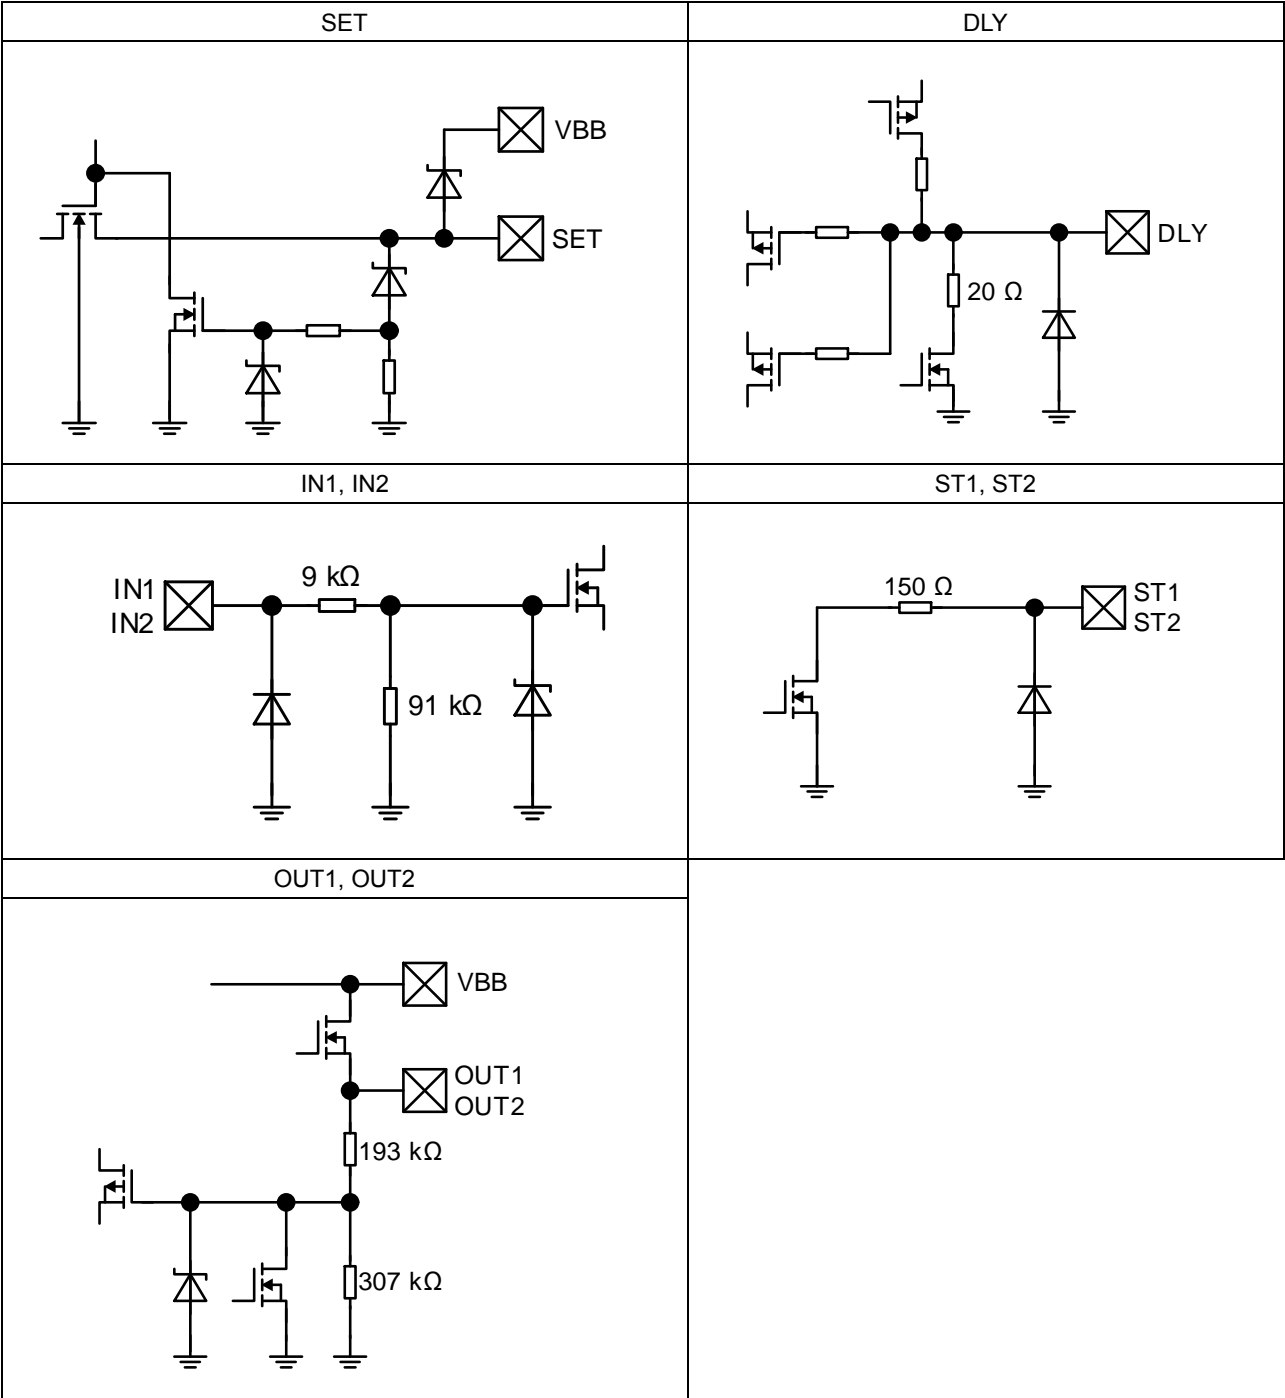 SET
DLY
VBB
SET
DLY
20 Ω
IN1, IN2
ST1, ST2
IN1
IN2
9 kΩ
91 kΩ
150 Ω
ST1
ST2
OUT1, OUT2
VBB
OUT1
OUT2
193 kΩ
307 kΩ